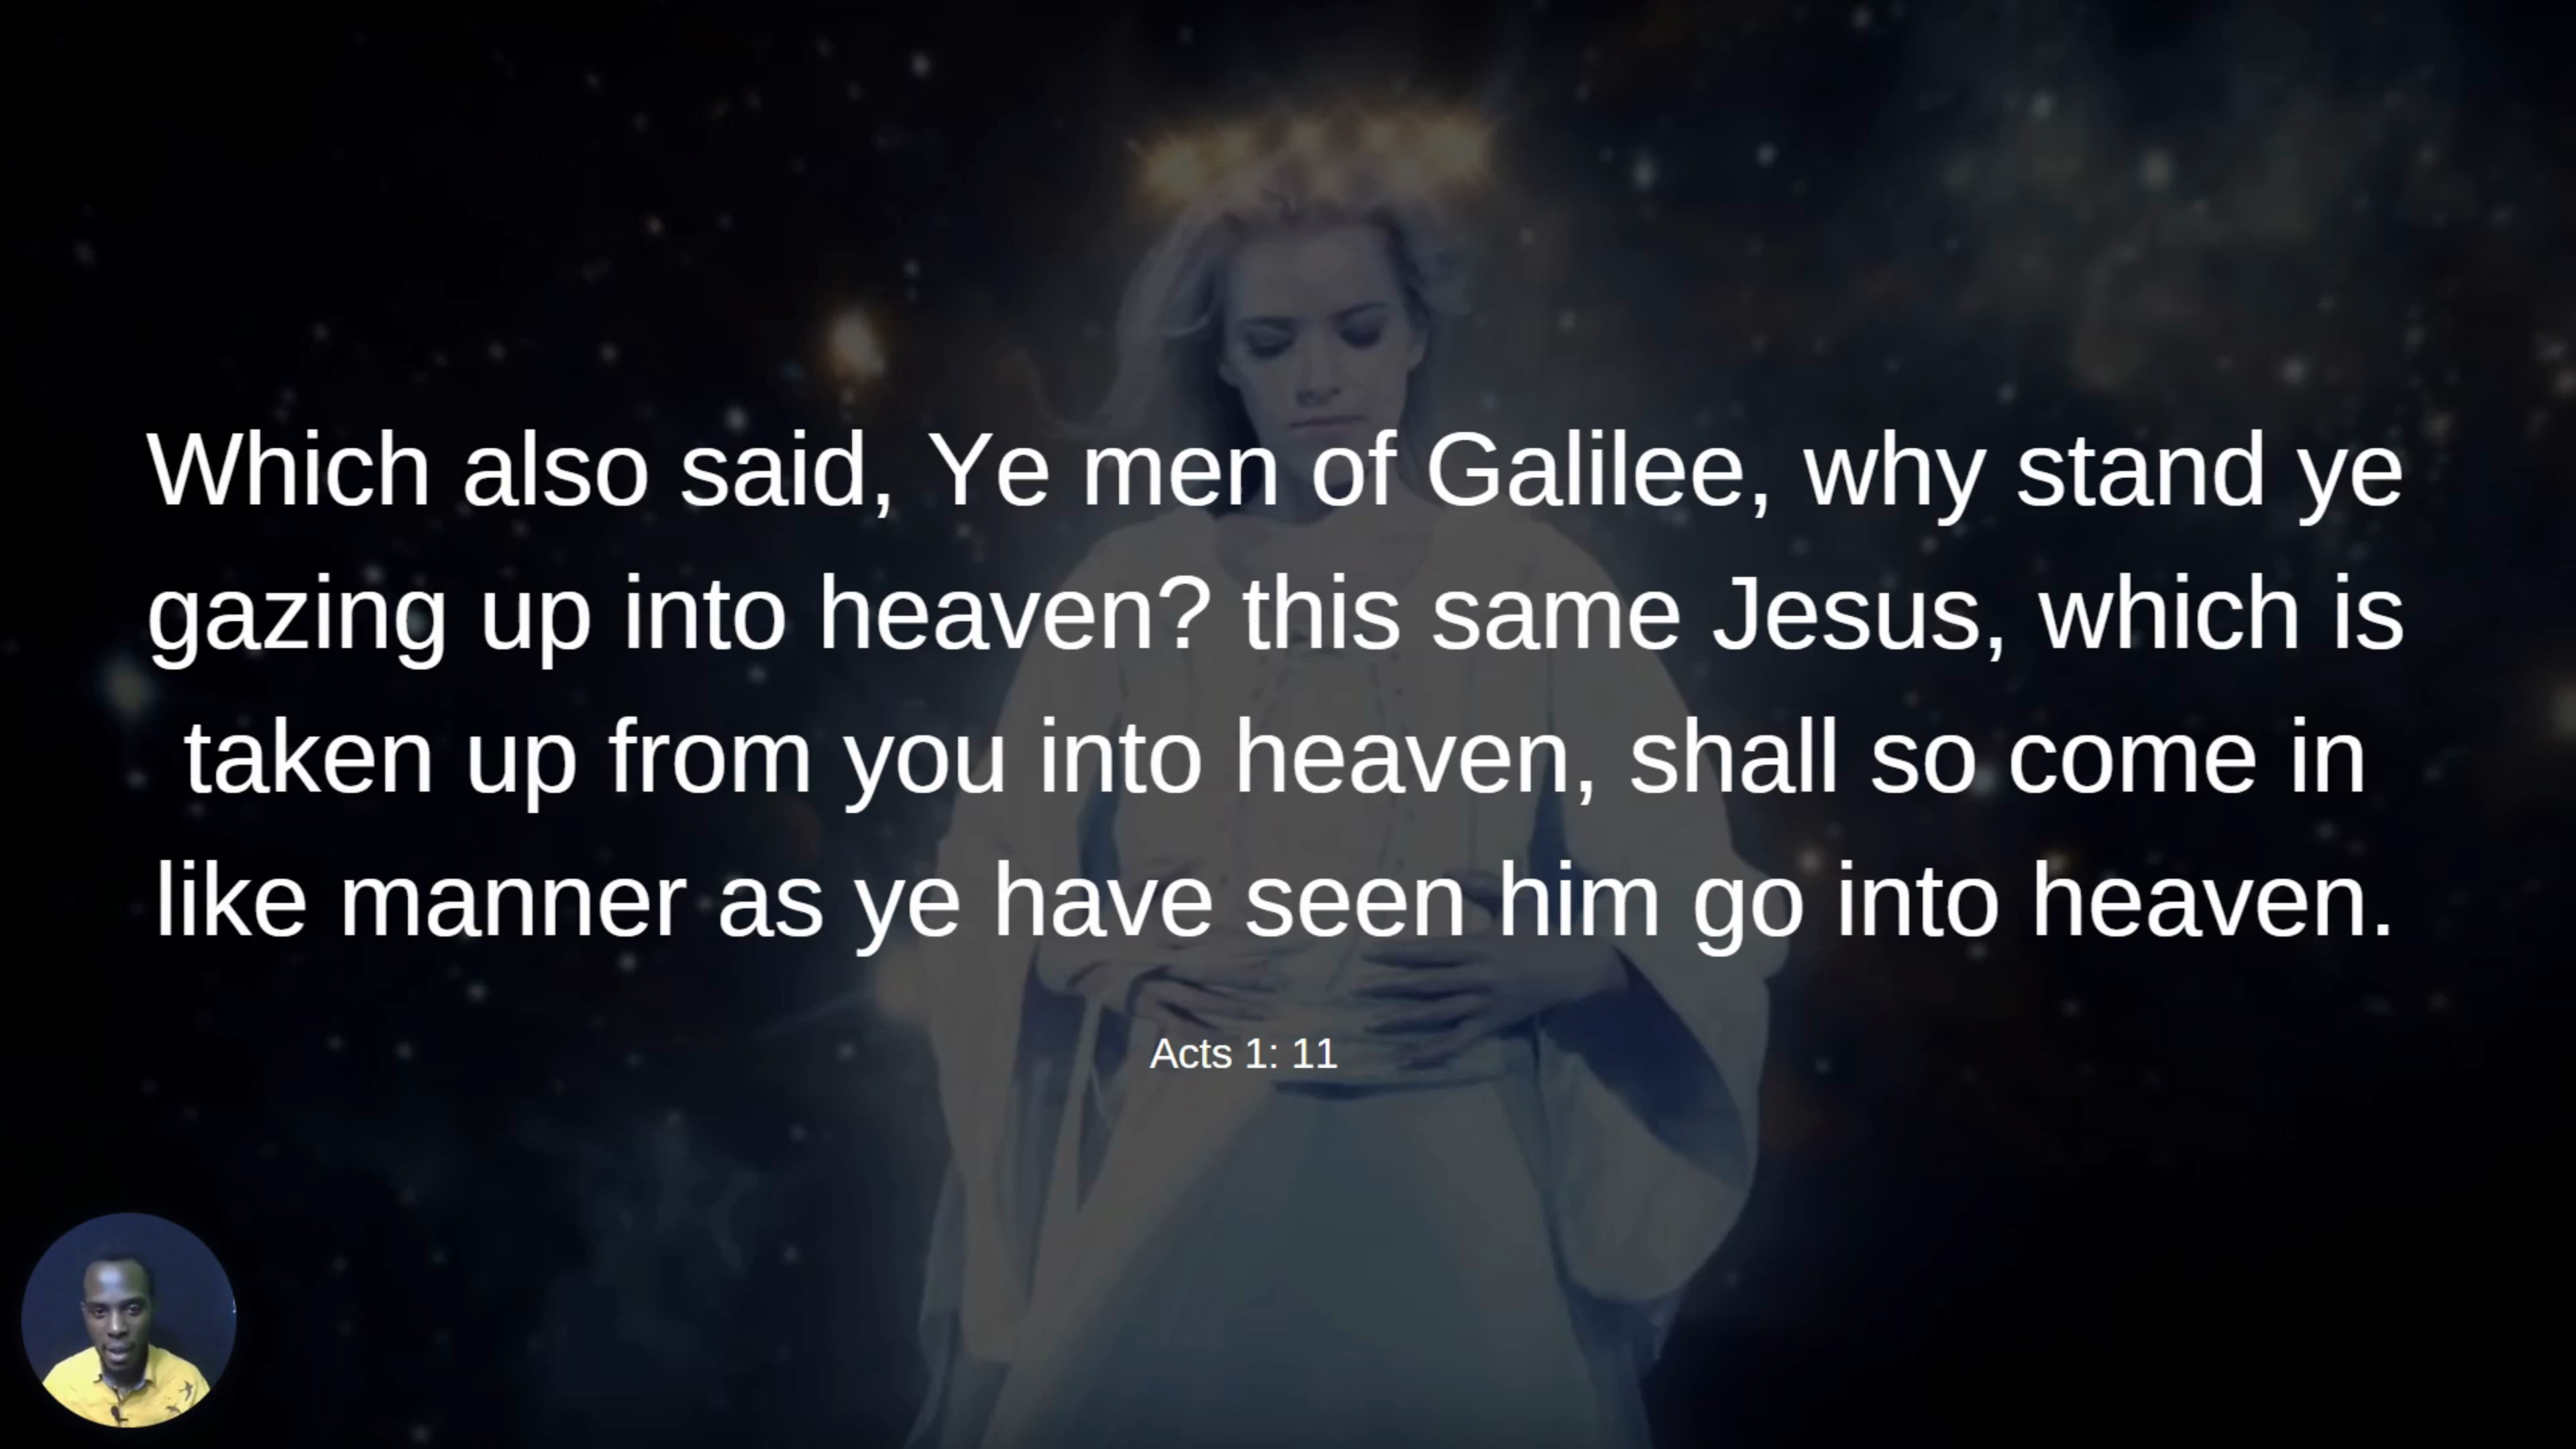 Which also said, Ye men of Galilee, why stand ye
gazing up into heaven? this same Jesus, which is
taken up from you into heaven, shall so come in
like manner as ye have seen him go into heaven.
Acts 1: 11